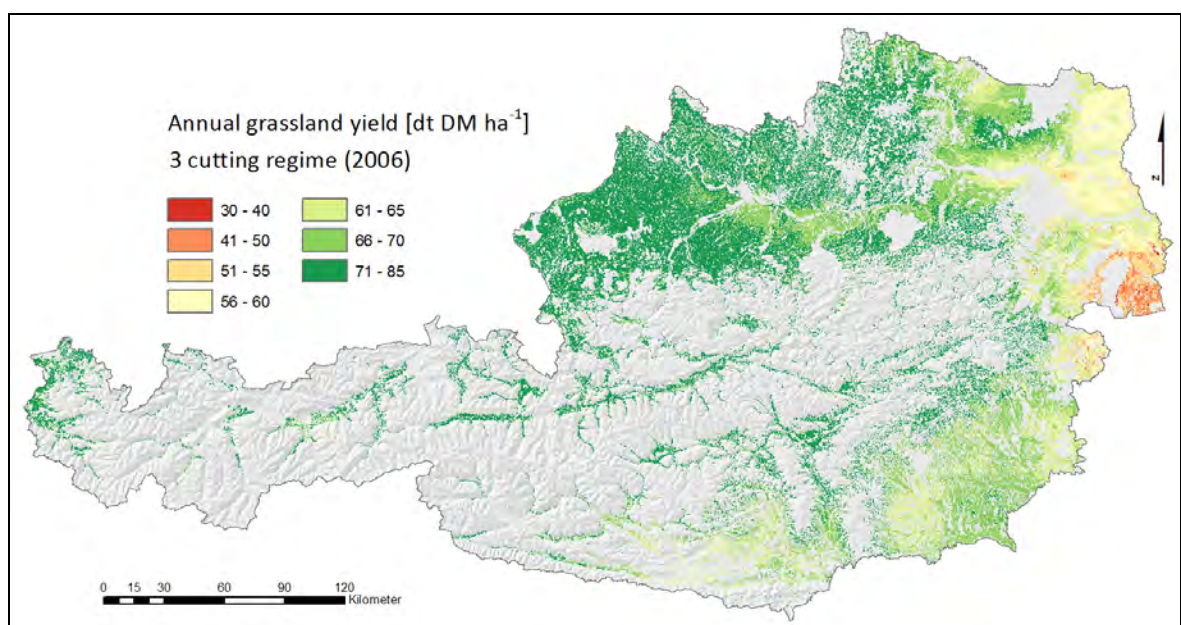 Annual grassland yield [dt DM ha⁻¹]
3 cutting regime (2006)
30 - 40
41 - 50
51 - 55
56 - 60
61 - 65
66 - 70
71 - 85
N
0 15 30 60 90 120
Kilometer